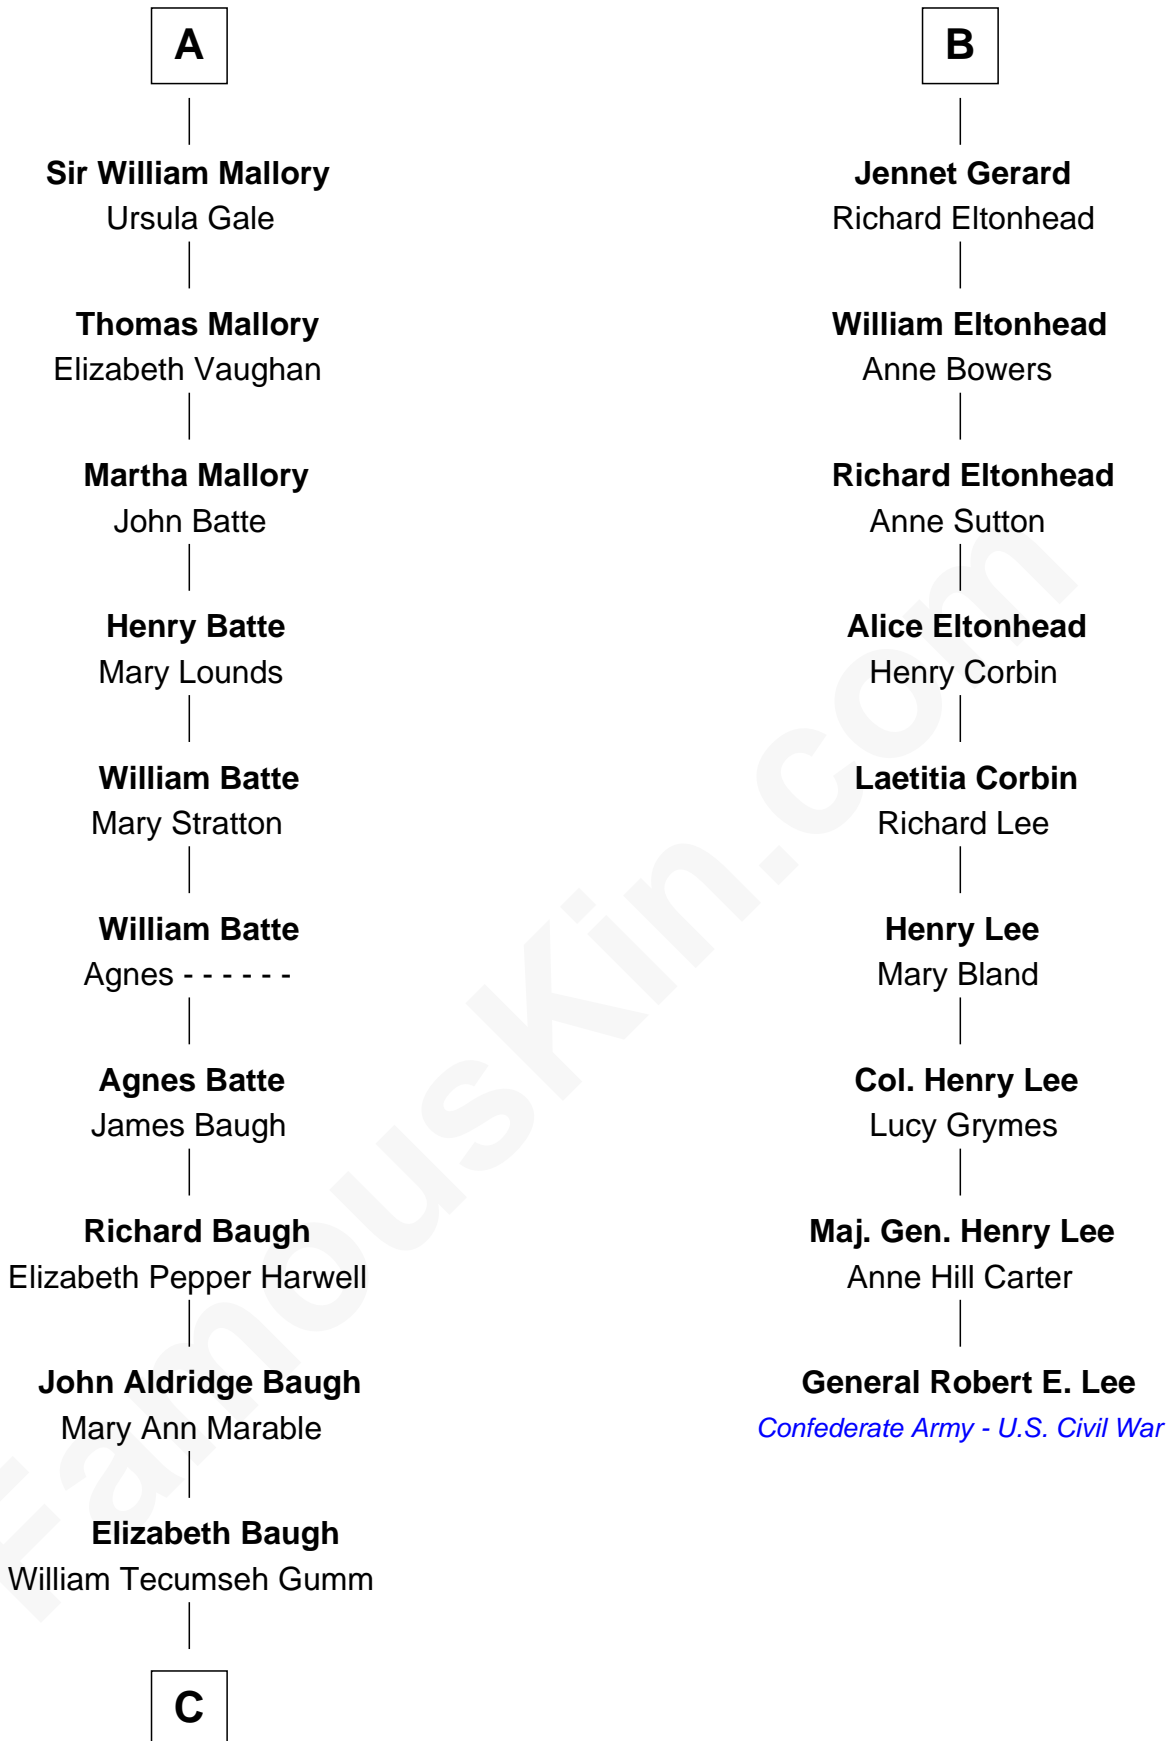 A
Sir William Mallory
Ursula Gale
Thomas Mallory
Elizabeth Vaughan
Martha Mallory
John Batte
Henry Batte
Mary Lounds
William Batte
Mary Stratton
William Batte
Agnes - - - - - -
Agnes Batte
James Baugh
Richard Baugh
Elizabeth Pepper Harwell
John Aldridge Baugh
Mary Ann Marable
Elizabeth Baugh
William Tecumseh Gumm
C
B
Jennet Gerard
Richard Eltonhead
William Eltonhead
Anne Bowers
Richard Eltonhead
Anne Sutton
Alice Eltonhead
Henry Corbin
Laetitia Corbin
Richard Lee
Henry Lee
Mary Bland
Col. Henry Lee
Lucy Grymes
Maj. Gen. Henry Lee
Anne Hill Carter
General Robert E. Lee
Confederate Army - U.S. Civil War
FamousKin.com